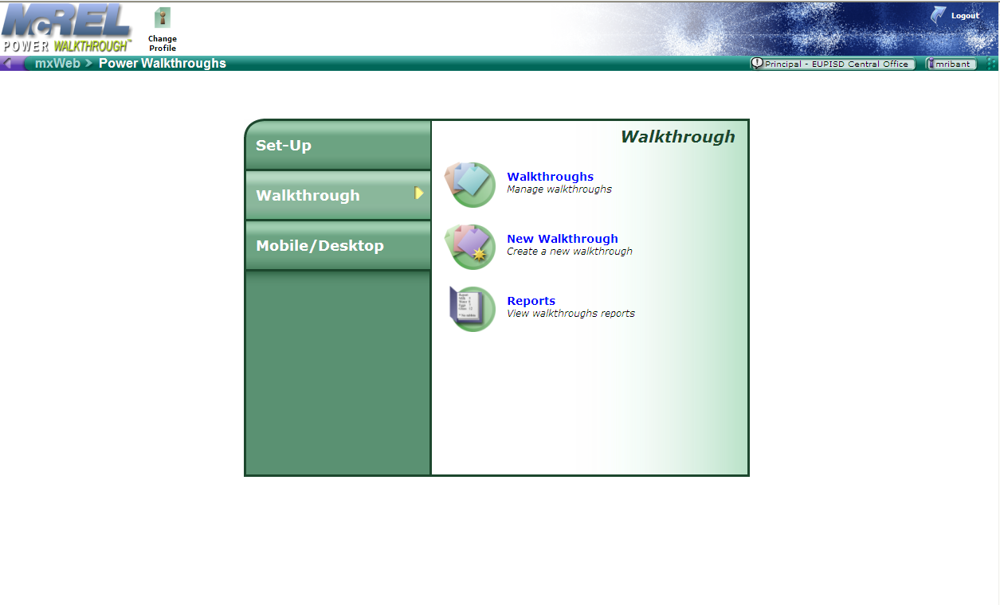 McREL
POWER WALKTHROUGH™
Change
Profile
Logout
mxWeb > Power Walkthroughs
Principal - EUPISD Central Office
mribant
Set-Up
Walkthrough
Mobile/Desktop
Walkthrough
Walkthroughs
Manage walkthroughs
New Walkthrough
Create a new walkthrough
Reports
View walkthroughs reports